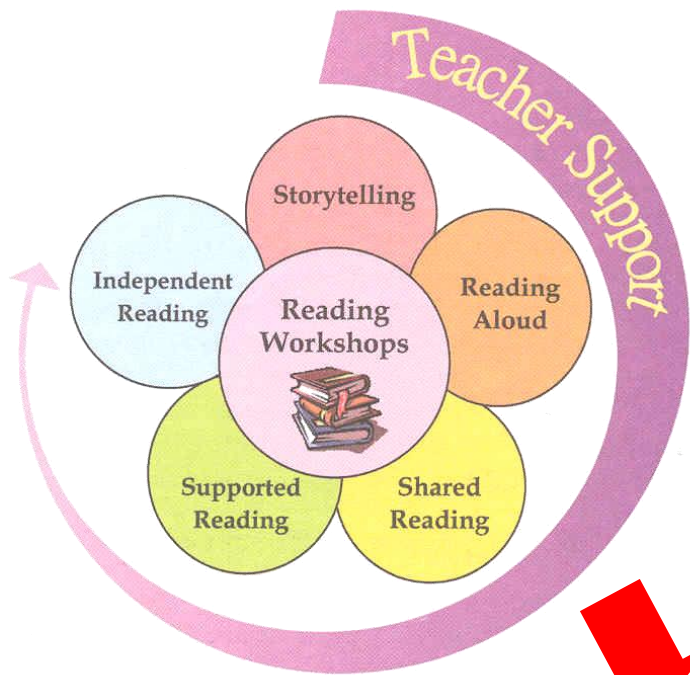 Teacher Support
Storytelling
Reading
Aloud
Shared
Reading
Supported
Reading
Independent
Reading
Reading
Workshops